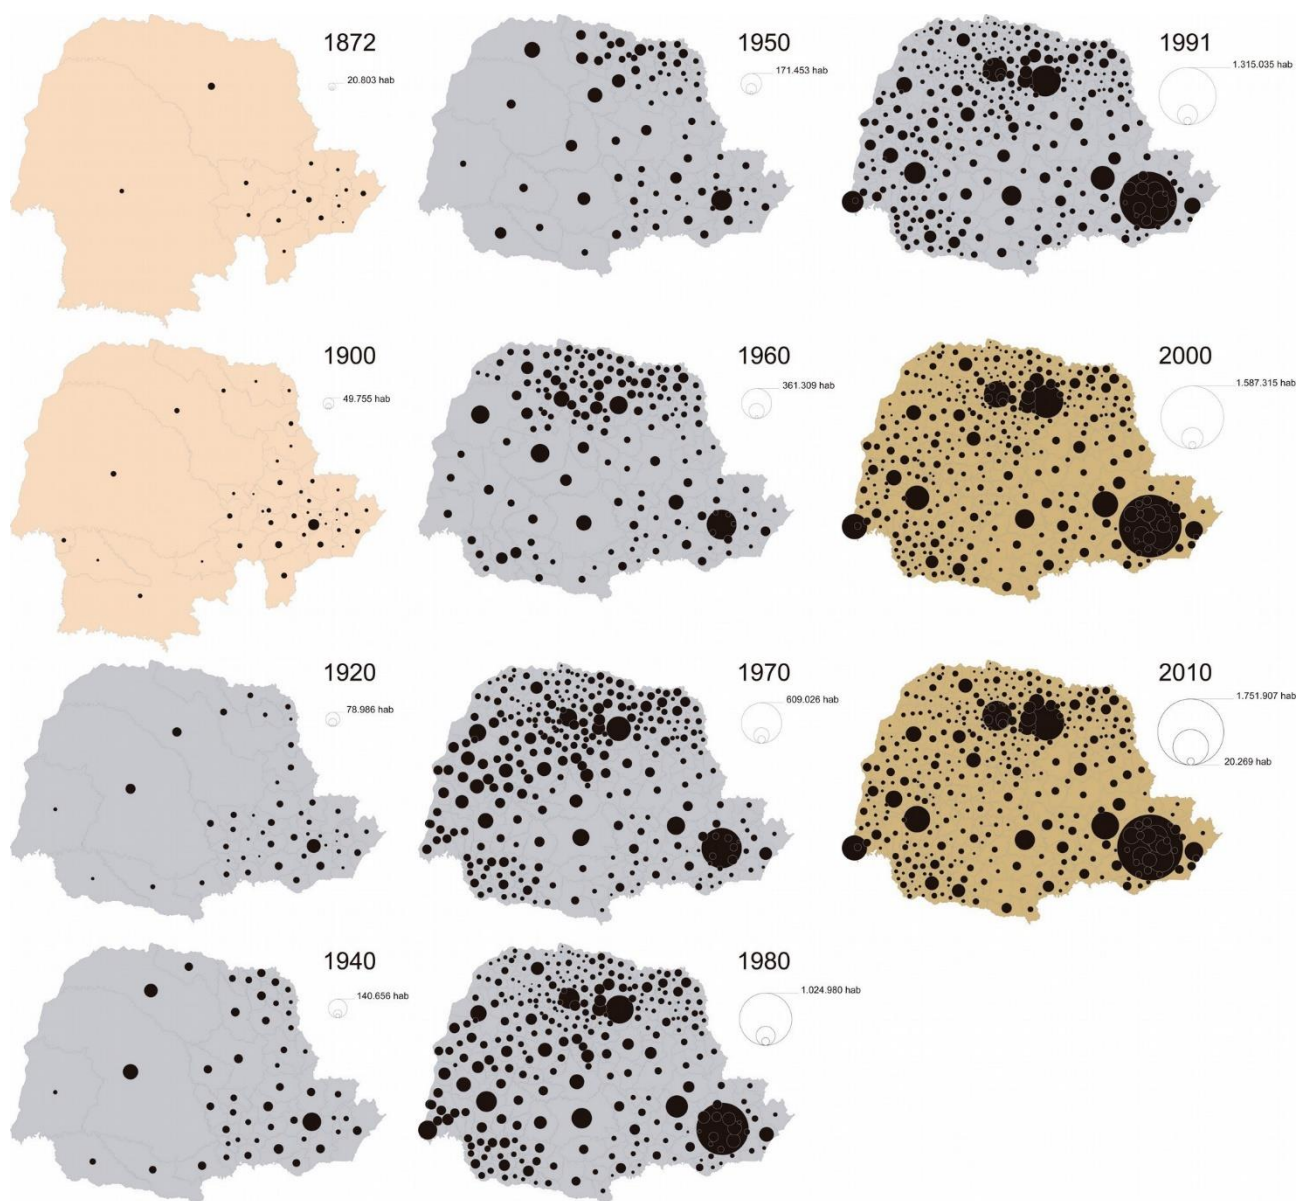 1872
20.803 hab
1950
171.453 hab
1991
1.315.035 hab
1900
49.755 hab
1960
361.309 hab
2000
1.587.315 hab
1920
78.986 hab
1970
609.026 hab
2010
1.751.907 hab
20.269 hab
1940
140.656 hab
1980
1.024.980 hab